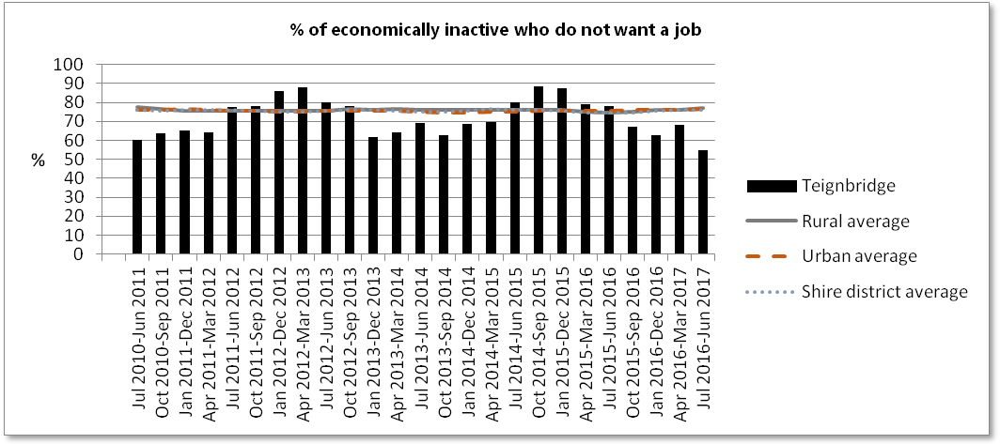 % of economically inactive who do not want a job
100
90
80
70
60
50
40
30
20
10
0
%
Jul 2010-Jun 2011
Oct 2010-Sep 2011
Jan 2011-Dec 2011
Apr 2011-Mar 2012
Jul 2011-Jun 2012
Oct 2011-Sep 2012
Jan 2012-Dec 2012
Apr 2012-Mar 2013
Jul 2012-Jun 2013
Oct 2012-Sep 2013
Jan 2013-Dec 2013
Apr 2013-Mar 2014
Jul 2013-Jun 2014
Oct 2013-Sep 2014
Jan 2014-Dec 2014
Apr 2014-Mar 2015
Jul 2014-Jun 2015
Oct 2014-Sep 2015
Jan 2015-Dec 2015
Apr 2015-Mar 2016
Jul 2015-Jun 2016
Oct 2015-Sep 2016
Jan 2016-Dec 2016
Apr 2016-Mar 2017
Jul 2016-Jun 2017
Teignbridge
Rural average
Urban average
Shire district average